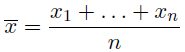 x̅ = (x₁ + … + xₙ) / n